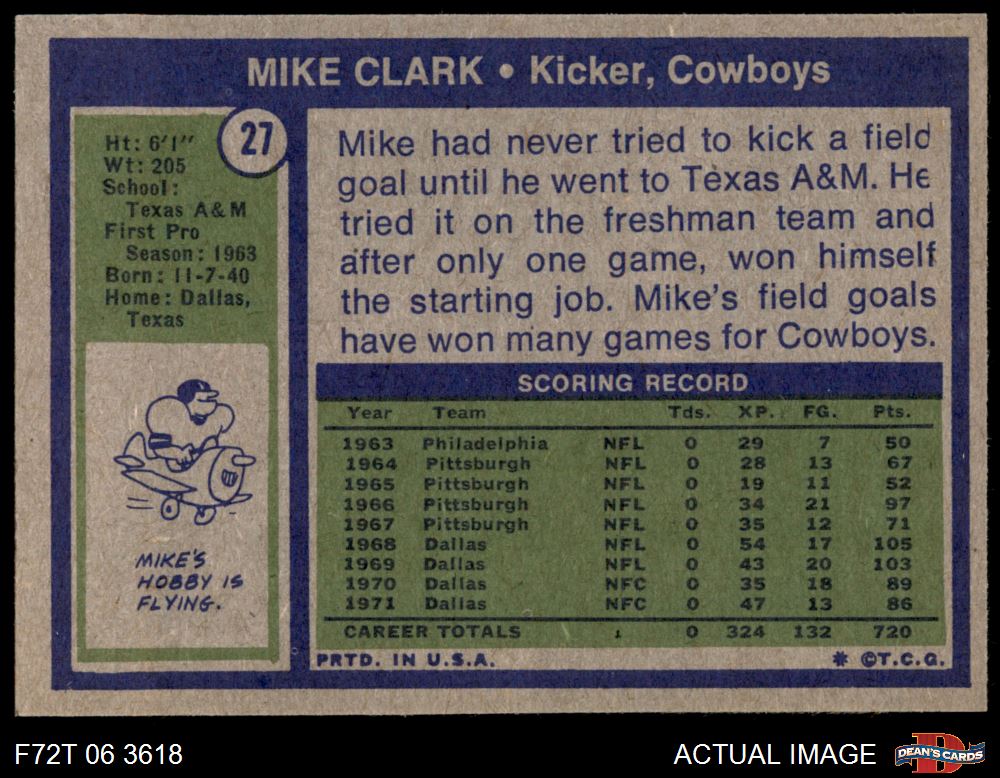 MIKE CLARK • Kicker, Cowboys
27
Ht: 6'1"
Wt: 205
School:
Texas A&M
First Pro
Season: 1963
Born: 11-7-40
Home: Dallas,
Texas
MIKE'S
HOBBY IS
FLYING.
Mike had never tried to kick a field
goal until he went to Texas A&M. He
tried it on the freshman team and
after only one game, won himself
the starting job. Mike's field goals
have won many games for Cowboys.
SCORING RECORD
Year Team Tds. XP. FG. Pts.
1963 Philadelphia NFL 0 29 7 50
1964 Pittsburgh NFL 0 28 13 67
1965 Pittsburgh NFL 0 19 11 52
1966 Pittsburgh NFL 0 34 21 97
1967 Pittsburgh NFL 0 35 12 71
1968 Dallas NFL 0 54 17 105
1969 Dallas NFL 0 43 20 103
1970 Dallas NFC 0 35 18 89
1971 Dallas NFC 0 47 13 86
CAREER TOTALS 0 324 132 720
PRTD. IN U.S.A. * ©T.C.G.
F72T 06 3618 ACTUAL IMAGE
D
DEAN'S CARDS